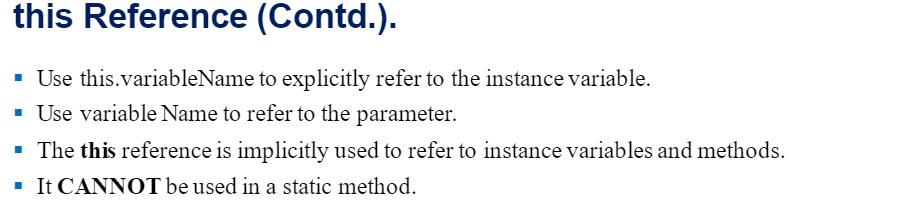 this Reference (Contd.).
▪ Use this.variableName to explicitly refer to the instance variable.
▪ Use variable Name to refer to the parameter.
▪ The this reference is implicitly used to refer to instance variables and methods.
▪ It CANNOT be used in a static method.